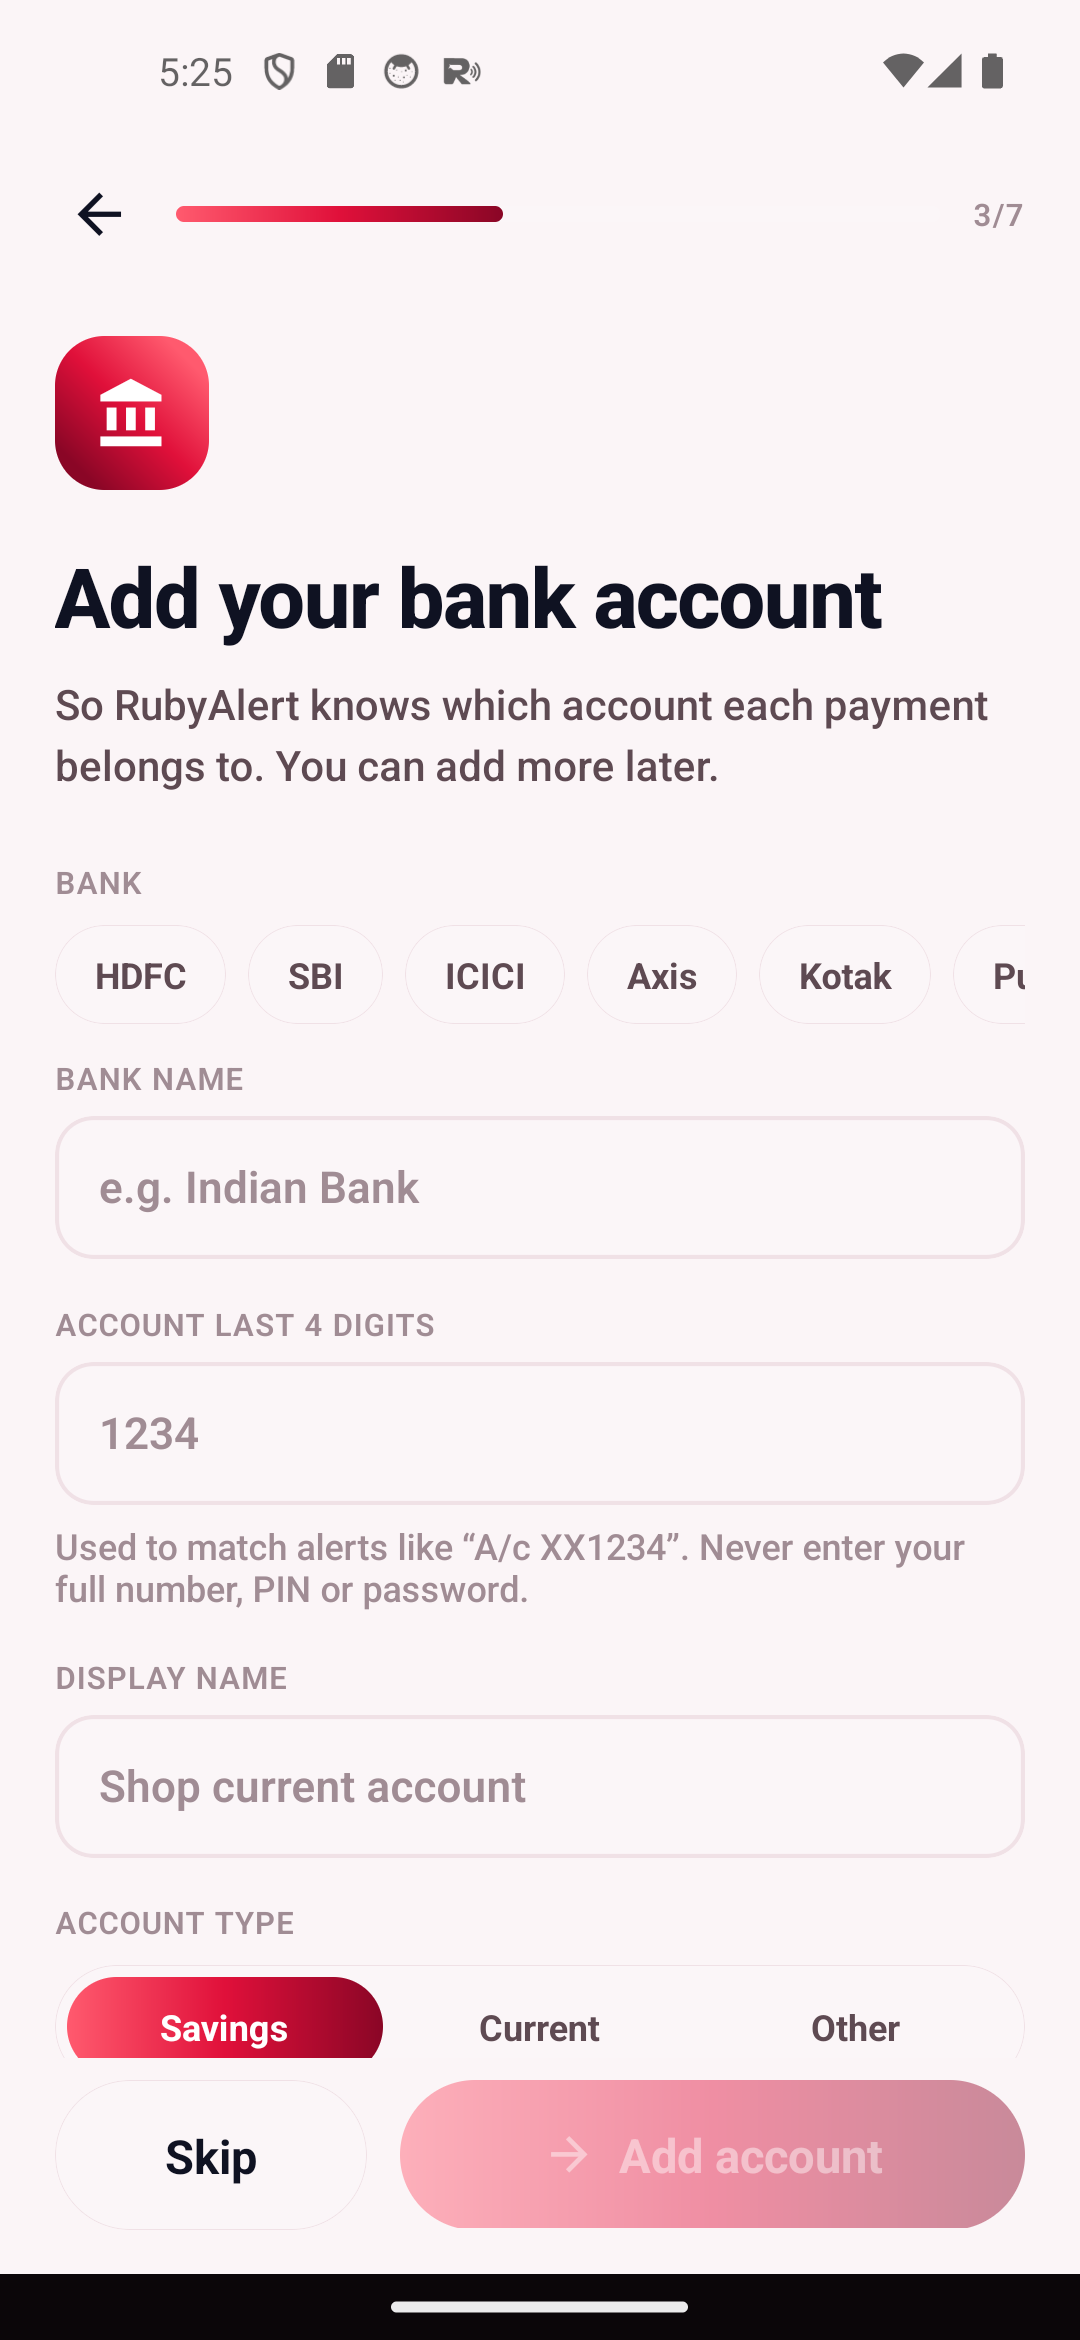 5:25
3/7
Add your bank account
So RubyAlert knows which account each payment
belongs to. You can add more later.
BANK
HDFC SBI ICICI Axis Kotak Pu
BANK NAME
e.g. Indian Bank
ACCOUNT LAST 4 DIGITS
1234
Used to match alerts like “A/c XX1234”. Never enter your
full number, PIN or password.
DISPLAY NAME
Shop current account
ACCOUNT TYPE
Savings Current Other
Skip Add account